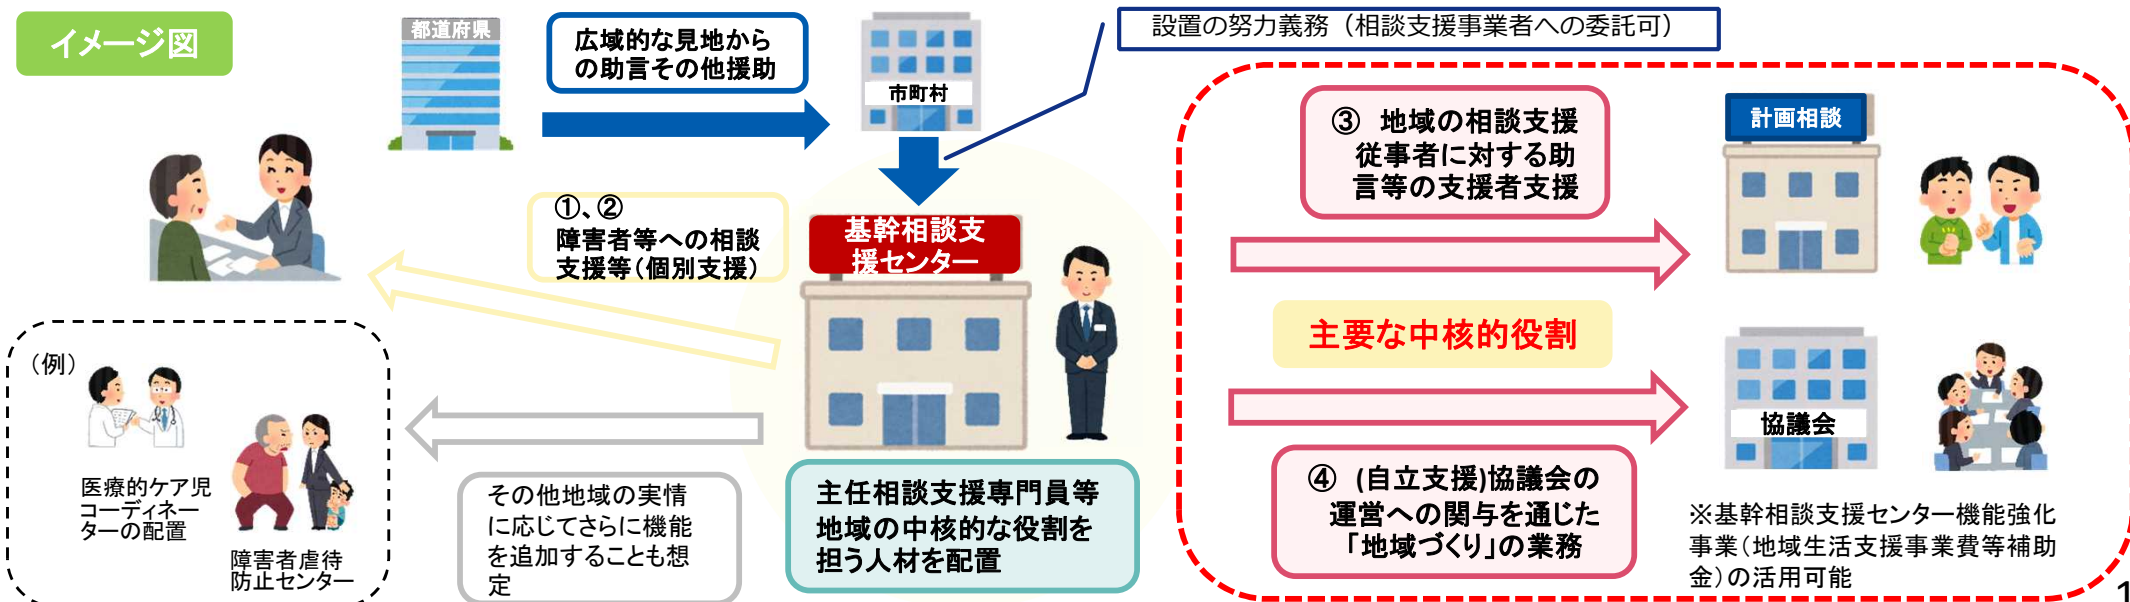 イメージ図
都道府県
広域的な見地から
の助言その他援助
市町村
設置の努力義務（相談支援事業者への委託可）
①、②
障害者等への相談
支援等(個別支援)
基幹相談支
援センター
主任相談支援専門員等
地域の中核的な役割を
担う人材を配置
（例）
医療的ケア児
コーディネー
ターの配置
障害者虐待
防止センター
その他地域の実情
に応じてさらに機能
を追加することも想
定
③ 地域の相談支援
従事者に対する助
言等の支援者支援
計画相談
主要な中核的役割
協議会
④ (自立支援)協議会の
運営への関与を通じた
「地域づくり」の業務
※基幹相談支援センター機能強化
事業(地域生活支援事業費等補助
金)の活用可能
1